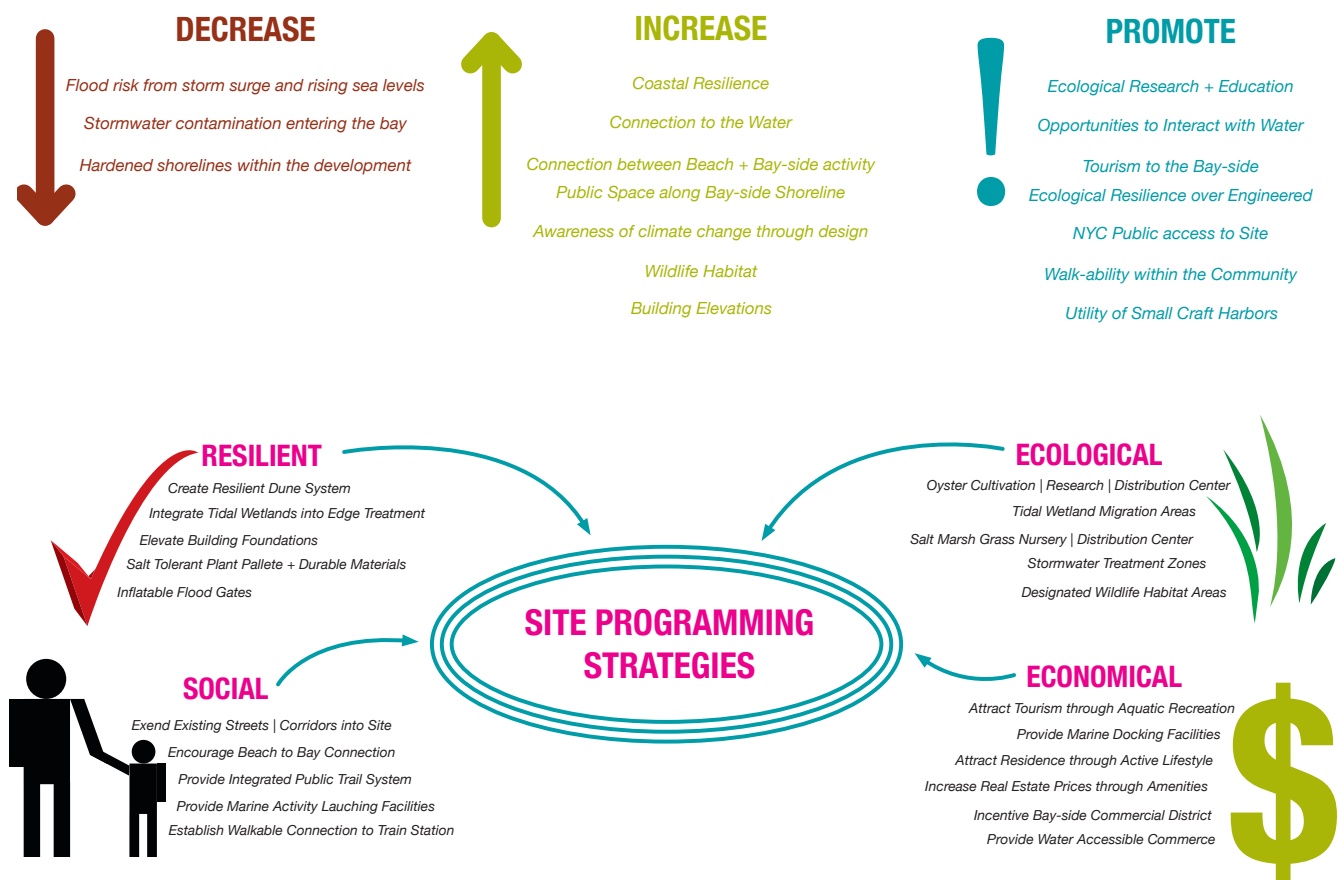 DECREASE
Flood risk from storm surge and rising sea levels
Stormwater contamination entering the bay
Hardened shorelines within the development
INCREASE
Coastal Resilience
Connection to the Water
Connection between Beach + Bay-side activity
Public Space along Bay-side Shoreline
Awareness of climate change through design
Wildlife Habitat
Building Elevations
PROMOTE
Ecological Research + Education
Opportunities to Interact with Water
Tourism to the Bay-side
Ecological Resilience over Engineered
NYC Public access to Site
Walk-ability within the Community
Utility of Small Craft Harbors
RESILIENT
Create Resilient Dune System
Integrate Tidal Wetlands into Edge Treatment
Elevate Building Foundations
Salt Tolerant Plant Pallete + Durable Materials
Inflatable Flood Gates
ECOLOGICAL
Oyster Cultivation | Research | Distribution Center
Tidal Wetland Migration Areas
Salt Marsh Grass Nursery | Distribution Center
Stormwater Treatment Zones
Designated Wildlife Habitat Areas
SITE PROGRAMMING
STRATEGIES
SOCIAL
Exend Existing Streets | Corridors into Site
Encourage Beach to Bay Connection
Provide Integrated Public Trail System
Provide Marine Activity Lauching Facilities
Establish Walkable Connection to Train Station
ECONOMICAL
Attract Tourism through Aquatic Recreation
Provide Marine Docking Facilities
Attract Residence through Active Lifestyle
Increase Real Estate Prices through Amenities
Incentive Bay-side Commercial District
Provide Water Accessible Commerce
$